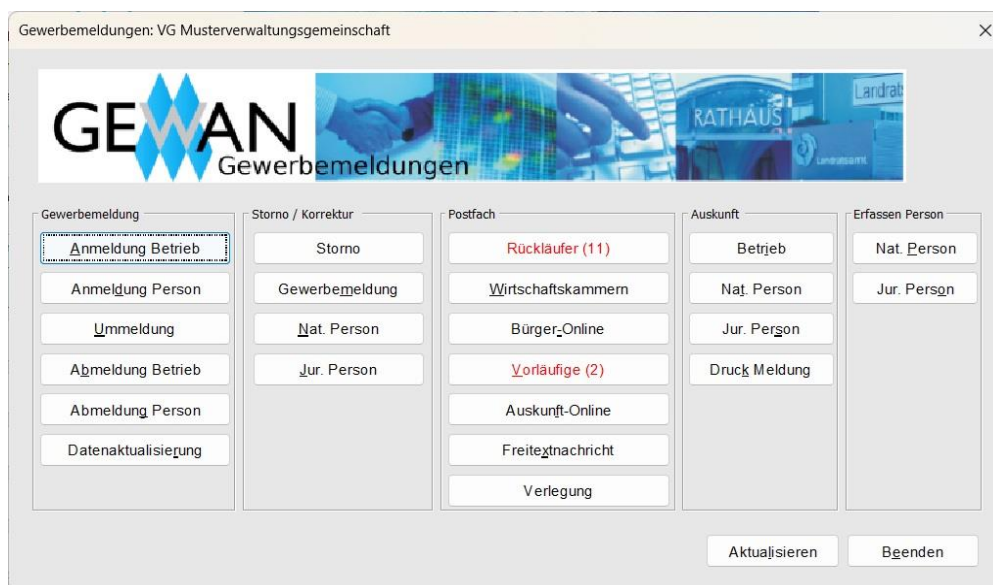 Gewerbemeldungen: VG Musterverwaltungsgemeinschaft
GEWAN
Gewerbemeldungen
RATHAUS
Landratsamt
Gewerbemeldung
Anmeldung Betrieb
Anmeldung Person
Ummeldung
Abmeldung Betrieb
Abmeldung Person
Datenaktualisierung
Storno / Korrektur
Storno
Gewerbemeldung
Nat. Person
Jur. Person
Postfach
Rückläufer (11)
Wirtschaftskammern
Bürger-Online
Vorläufige (2)
Auskunft-Online
Freitextnachricht
Verlegung
Auskunft
Betrieb
Nat. Person
Jur. Person
Druck Meldung
Erfassen Person
Nat. Person
Jur. Person
Aktualisieren
Beenden